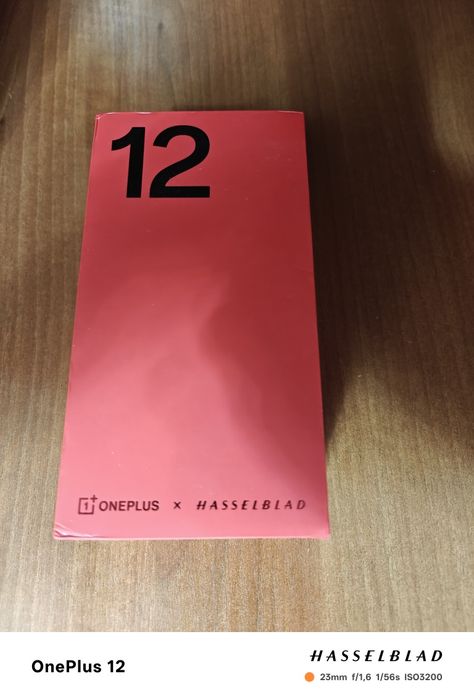 12
ONEPLUS × HASSELBLAD
OnePlus 12
HASSELBLAD
23mm f/1,6 1/56s ISO3200